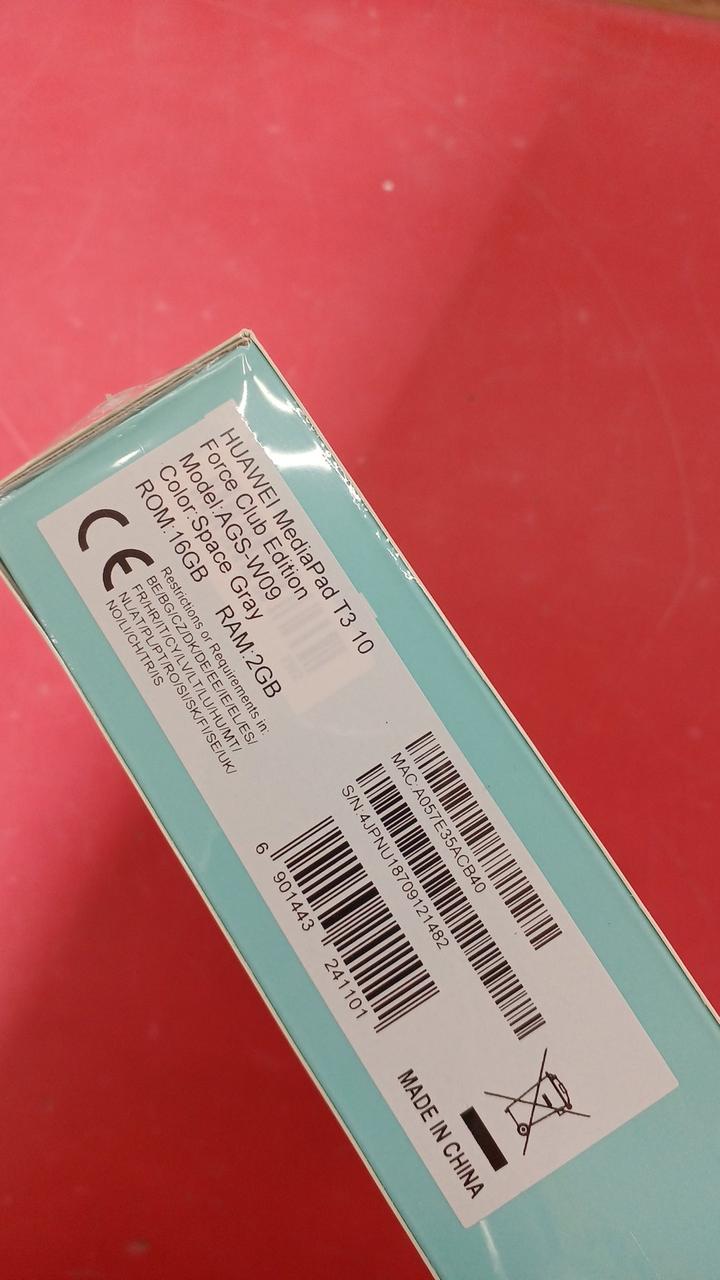 HUAWEI MediaPad T3 10
Force Club Edition
Model:AGS-W09
Color:Space Gray
ROM:16GB RAM:2GB
CE
Restrictions or Requirements in:
BE/BG/CZ/DK/DE/EE/IE/EL/ES/
FR/HR/IT/CY/LV/LT/LU/HU/MT/
NL/AT/PL/PT/RO/SI/SK/FI/SE/UK/
NO/LI/CH/TR/IS
MAC:A057E35ACB40
S/N:4JPNU18709121482
6 901443 241101
MADE IN CHINA